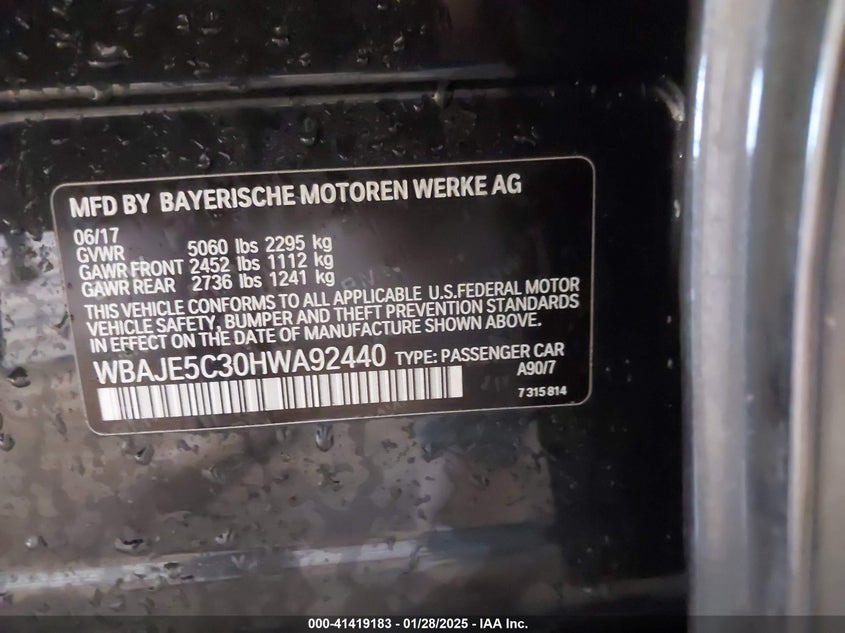 MFD BY BAYERISCHE MOTOREN WERKE AG
06/17
GVWR 5060 lbs 2295 kg
GAWR FRONT 2452 lbs 1112 kg
GAWR REAR 2736 lbs 1241 kg
THIS VEHICLE CONFORMS TO ALL APPLICABLE U.S.FEDERAL MOTOR
VEHICLE SAFETY, BUMPER AND THEFT PREVENTION STANDARDS
IN EFFECT ON THE DATE OF MANUFACTURE SHOWN ABOVE.
WBAJE5C30HWA92440 TYPE: PASSENGER CAR
A90/7
7 315 814
000-41419183 - 01/28/2025 - IAA Inc.